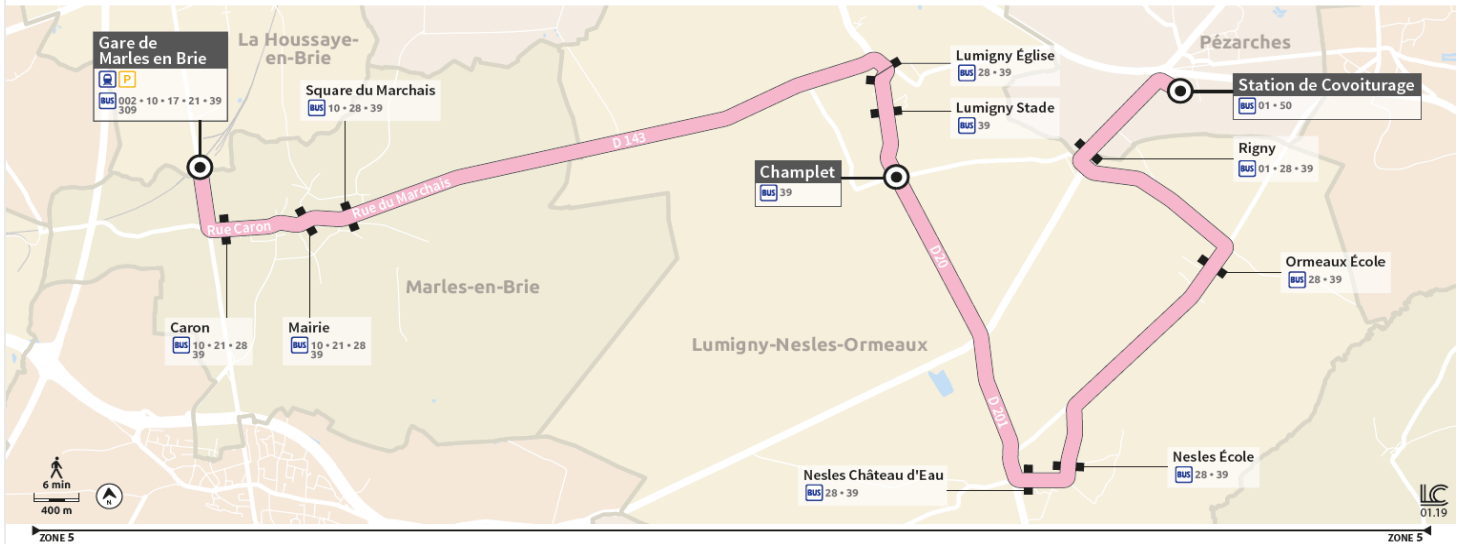 Gare de
Marles en Brie
P
BUS 002 • 10 • 17 • 21 • 39
309
La Houssaye-
en-Brie
Square du Marchais
BUS 10 • 28 • 39
Lumigny Église
BUS 28 • 39
Lumigny Stade
BUS 39
Pézarches
Station de Covoiturage
BUS 01 • 50
Rigny
BUS 01 • 28 • 39
Champlet
BUS 39
D 143
Rue du Marchais
Rue Caron
D20
Ormeaux École
BUS 28 • 39
Marles-en-Brie
Caron
BUS 10 • 21 • 28
39
Mairie
BUS 10 • 21 • 28
39
Lumigny-Nesles-Ormeaux
D 201
Nesles Château d'Eau
BUS 28 • 39
Nesles École
BUS 28 • 39
6 min
400 m
N
LC
01.19
ZONE 5
ZONE 5